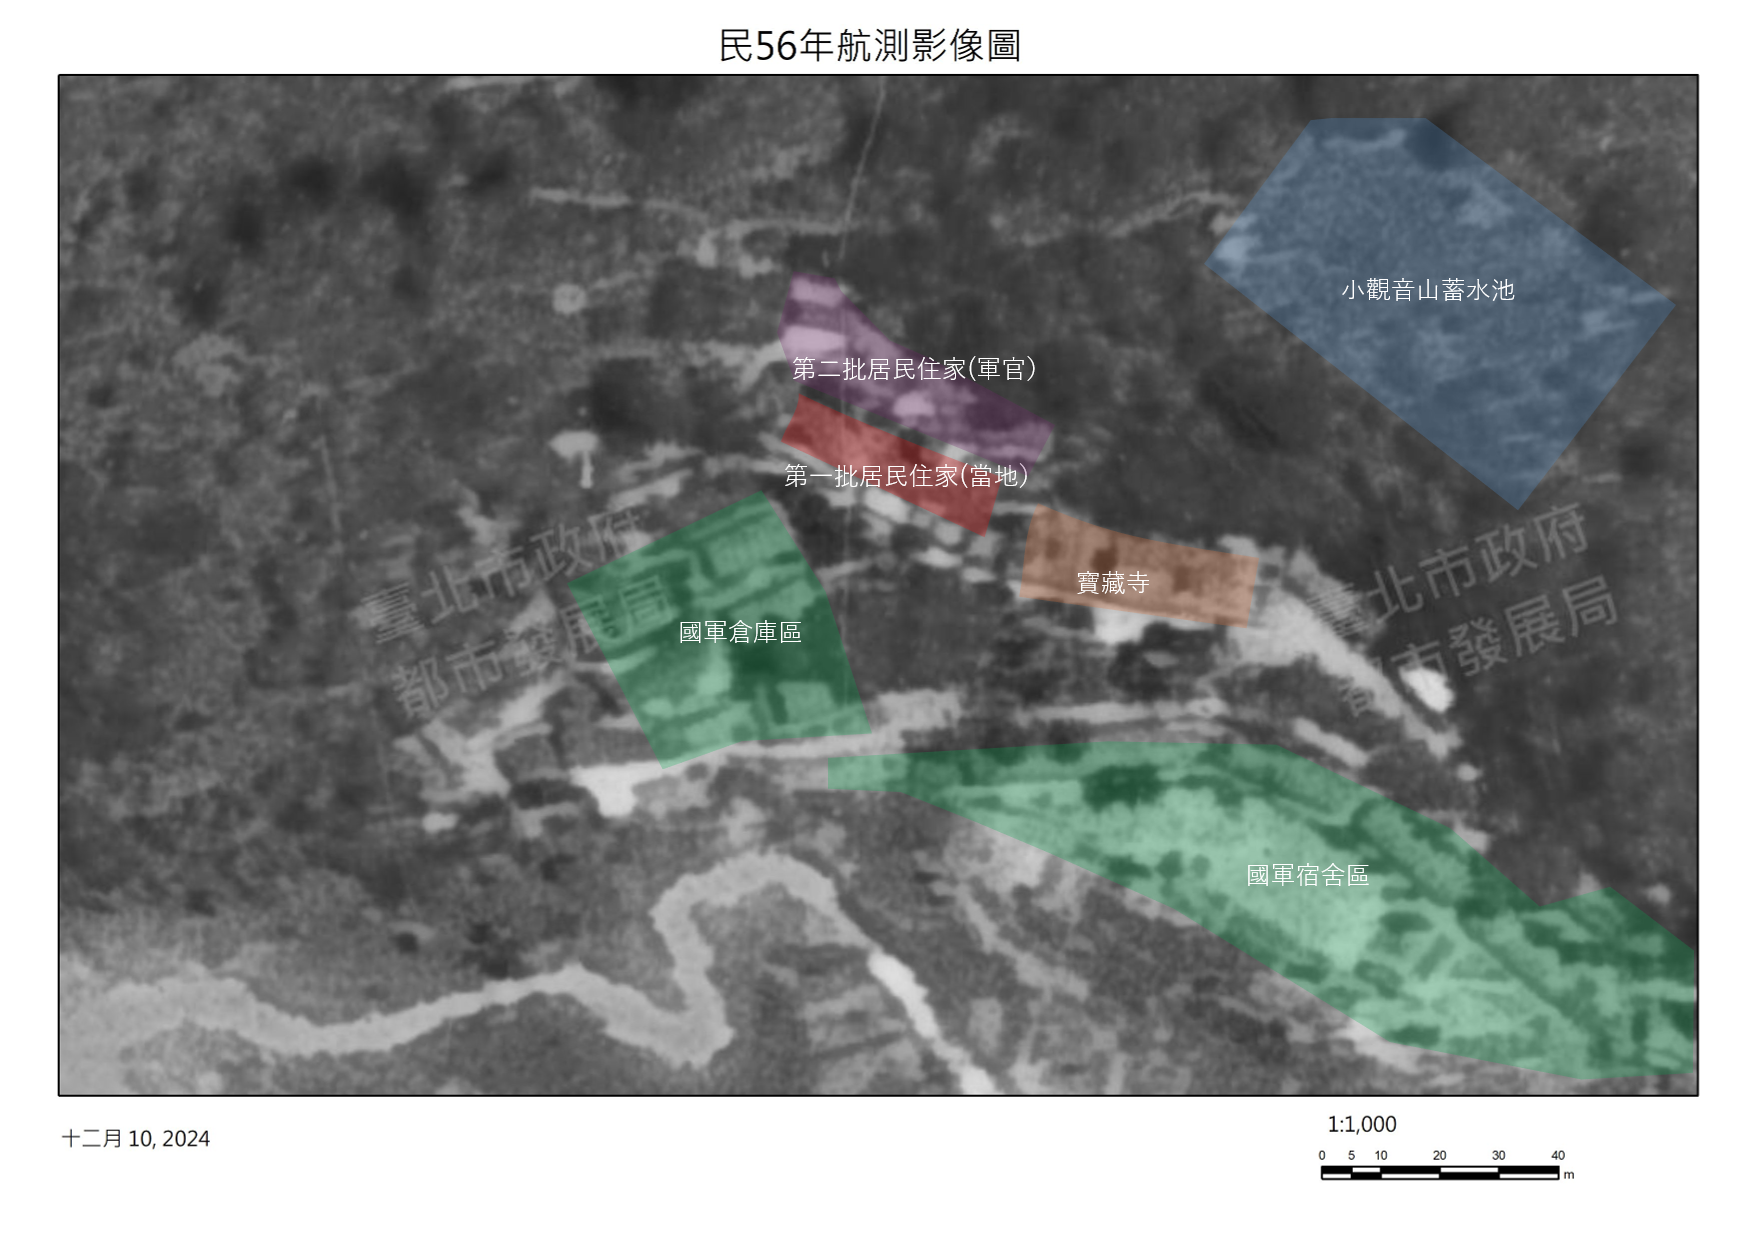 民56年航測影像圖
小觀音山蓄水池
第二批居民住家(軍官)
第一批居民住家(當地)
臺北市政府
都市發展局
臺北市政府
都市發展局
寶藏寺
國軍倉庫區
國軍宿舍區
十二月 10, 2024
1:1,000
0 5 10 20 30 40
m